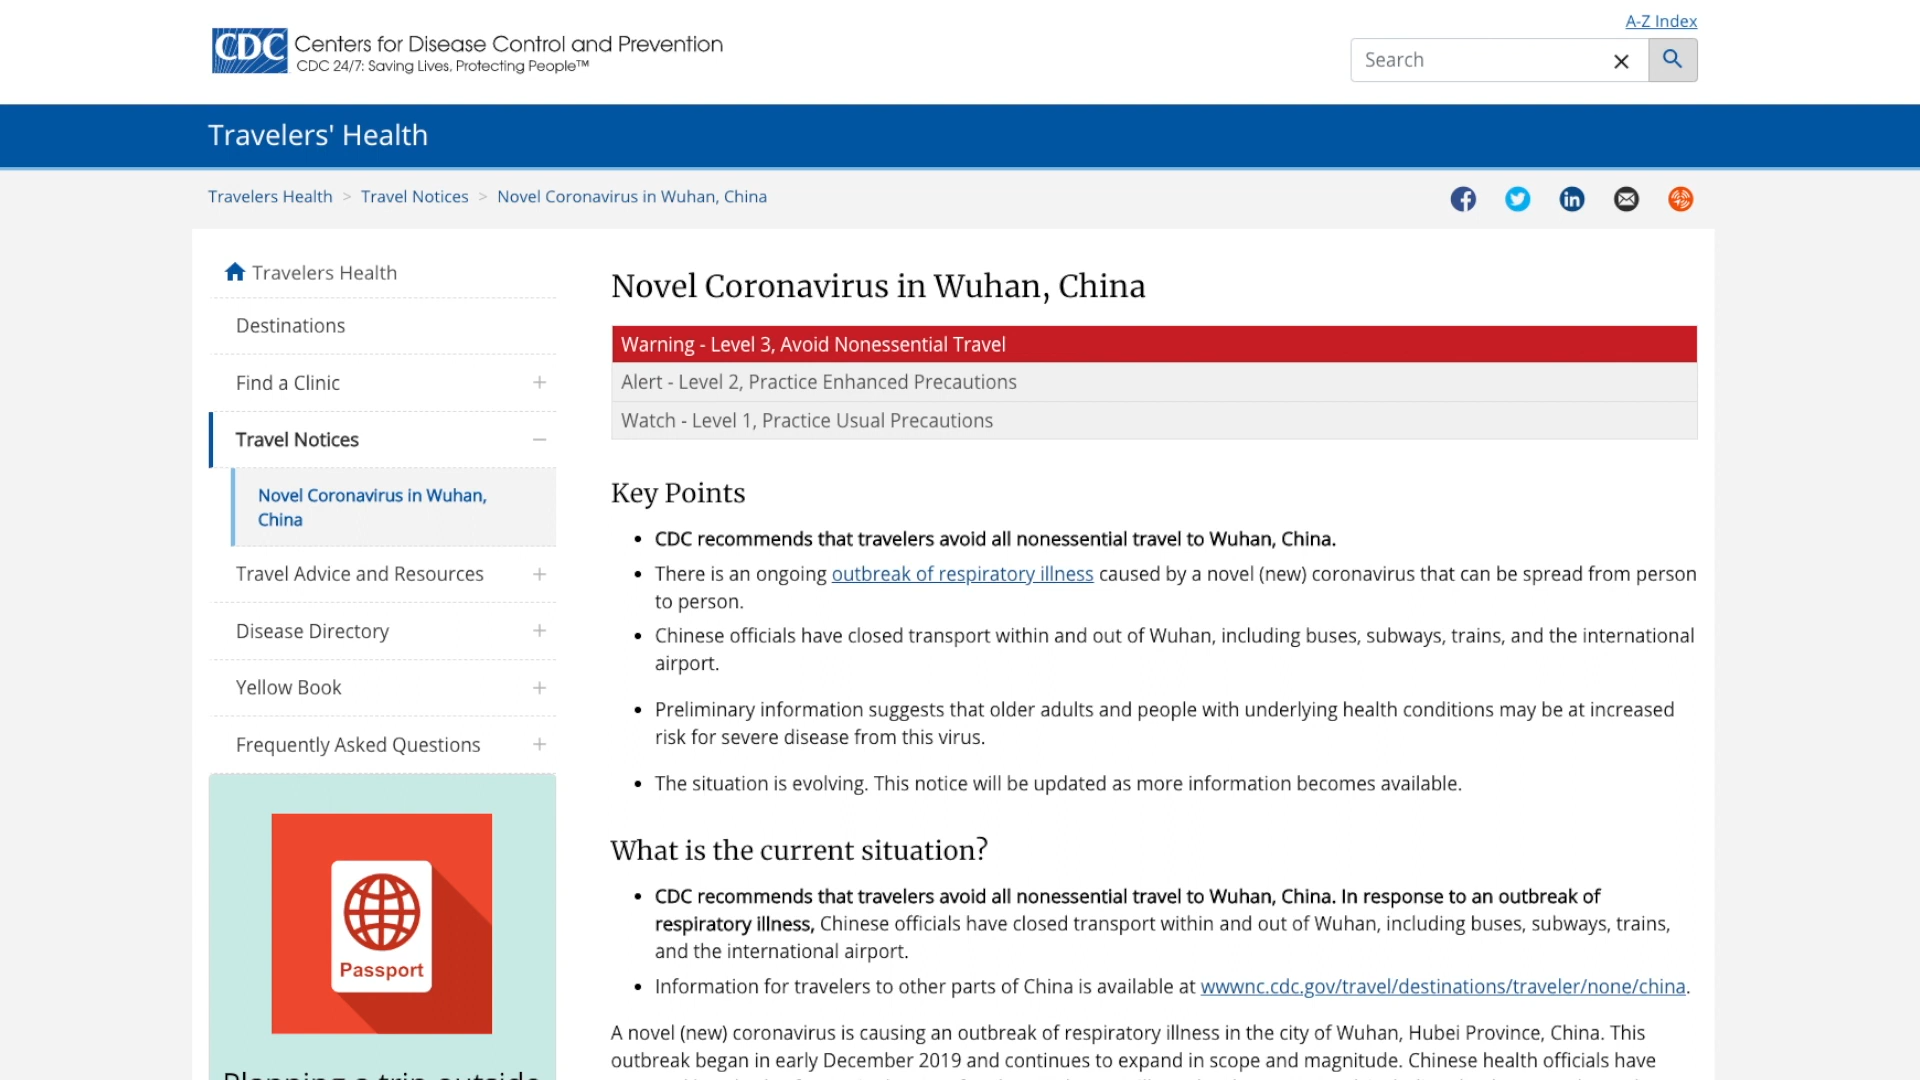 A-Z Index
CDC Centers for Disease Control and Prevention
CDC 24/7: Saving Lives, Protecting People™
Search
Travelers' Health
Travelers Health > Travel Notices > Novel Coronavirus in Wuhan, China
Travelers Health
Destinations
Find a Clinic
Travel Notices
Novel Coronavirus in Wuhan,
China
Travel Advice and Resources
Disease Directory
Yellow Book
Frequently Asked Questions
Passport
Planning a trip outside
Novel Coronavirus in Wuhan, China
Warning - Level 3, Avoid Nonessential Travel
Alert - Level 2, Practice Enhanced Precautions
Watch - Level 1, Practice Usual Precautions
Key Points
• CDC recommends that travelers avoid all nonessential travel to Wuhan, China.
• There is an ongoing outbreak of respiratory illness caused by a novel (new) coronavirus that can be spread from person
to person.
• Chinese officials have closed transport within and out of Wuhan, including buses, subways, trains, and the international
airport.
• Preliminary information suggests that older adults and people with underlying health conditions may be at increased
risk for severe disease from this virus.
• The situation is evolving. This notice will be updated as more information becomes available.
What is the current situation?
• CDC recommends that travelers avoid all nonessential travel to Wuhan, China. In response to an outbreak of
respiratory illness, Chinese officials have closed transport within and out of Wuhan, including buses, subways, trains,
and the international airport.
• Information for travelers to other parts of China is available at wwwnc.cdc.gov/travel/destinations/traveler/none/china.
A novel (new) coronavirus is causing an outbreak of respiratory illness in the city of Wuhan, Hubei Province, China. This
outbreak began in early December 2019 and continues to expand in scope and magnitude. Chinese health officials have